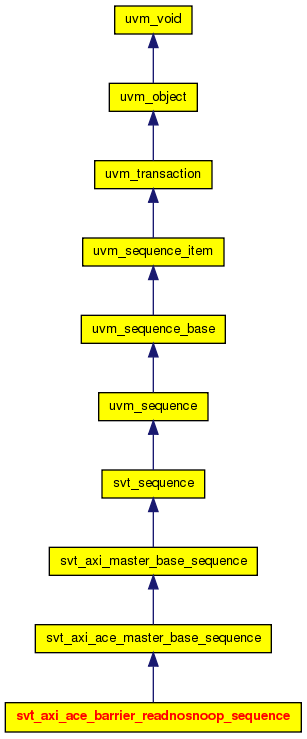 uvm_void
uvm_object
uvm_transaction
uvm_sequence_item
uvm_sequence_base
uvm_sequence
svt_sequence
svt_axi_master_base_sequence
svt_axi_ace_master_base_sequence
svt_axi_ace_barrier_readnosnoop_sequence